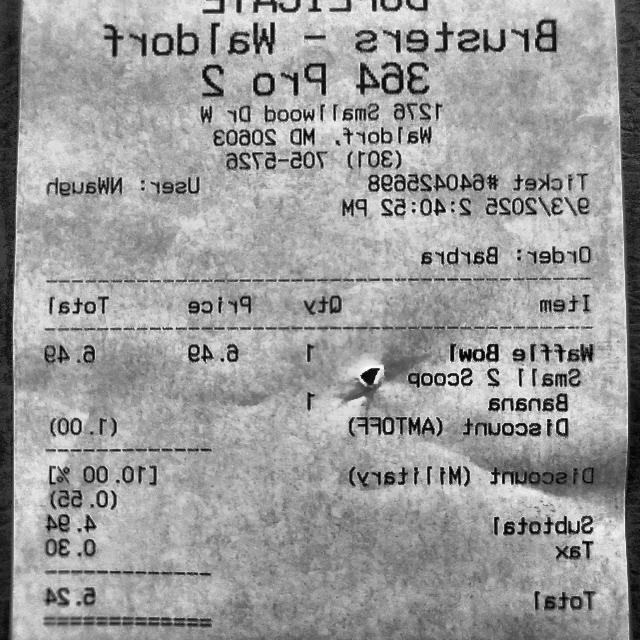 DUPLICATE
Brusters - Waldorf
364 Pro 2
1276 Smallwood Dr W
Waldorf, MD 20603
(301) 705-5726
Ticket #640425698 User: NWaugh
9/3/2025 2:40:52 PM
Order: Barbra
Item Qty Price Total
Waffle Bowl 1 6.49 6.49
Small 2 Scoop
Banana 1
Discount (AMTOFF) (1.00)
Discount (Military) [10.00 %]
(0.55)
Subtotal 4.94
Tax 0.30
Total 5.24